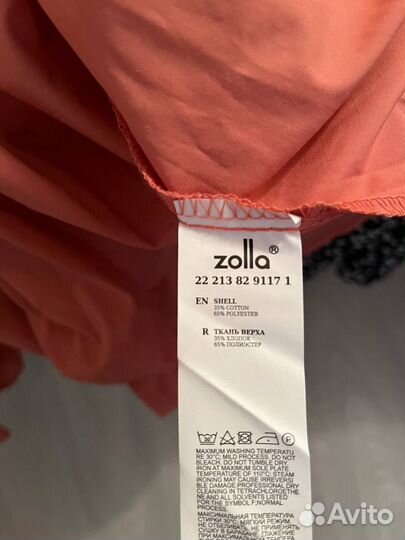 zolla®
22 213 82 9117 1
EN SHELL
35% COTTON
65% POLYESTER
R ТКАНЬ ВЕРХА
35% ХЛОПОК
65% ПОЛИЭСТЕР
MAXIMUM WASHING TEMPERATU
RE 30°C; MILD PROCESS. DO NOT
BLEACH. DO NOT TUMBLE DRY.
IRON AT MAXIMUM SOLE PLATE
TEMPERATURE OF 110°C; STEAM
IRONING MAY CAUSE IRREVERSI
BLE DAMAGE.PROFESSIONAL DRY
CLEANING IN TETRACHLOROETHE
NE AND ALL SOLVENTS LISTED
FOR THE SYMBOL F;NORMAL
PROCESS.
МАКСИМАЛЬНАЯ ТЕМПЕРАТУРА
СТИРКИ 30°C; МЯГКИЙ РЕЖИМ.
НЕ ОТБЕЛИВАТЬ. НЕ ПРИМЕНЯТЬ
СУШКУ В БАРАБАНЕ.
МАКСИМАЛЬНОЙ
Avito